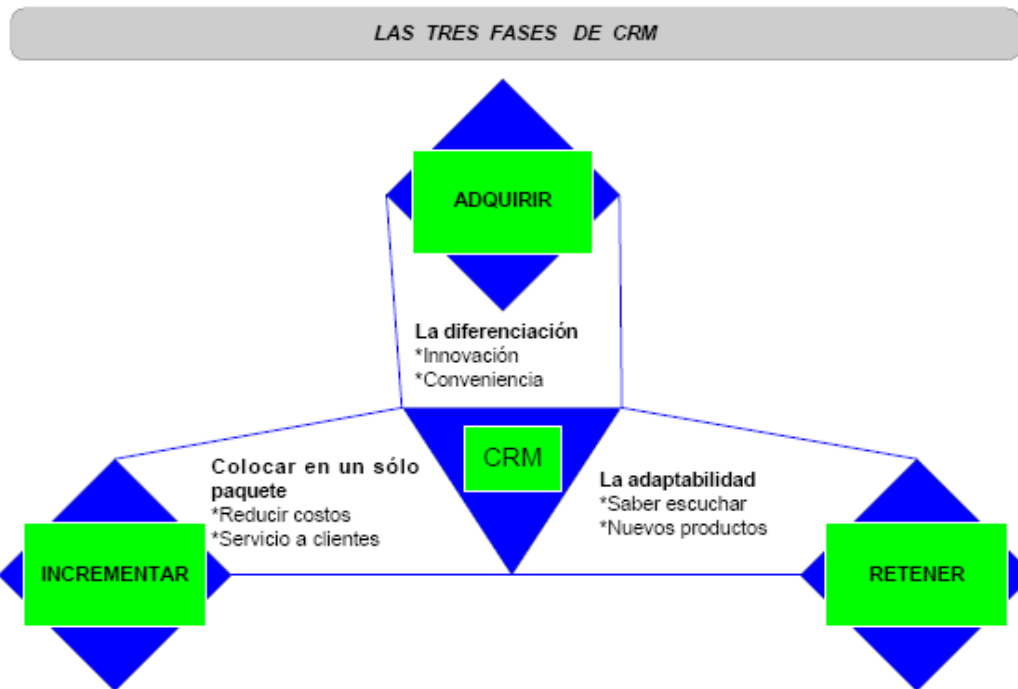 LAS TRES FASES DE CRM
ADQUIRIR
La diferenciación
*Innovación
*Conveniencia
CRM
Colocar en un sólo
paquete
*Reducir costos
*Servicio a clientes
La adaptabilidad
*Saber escuchar
*Nuevos productos
INCREMENTAR
RETENER